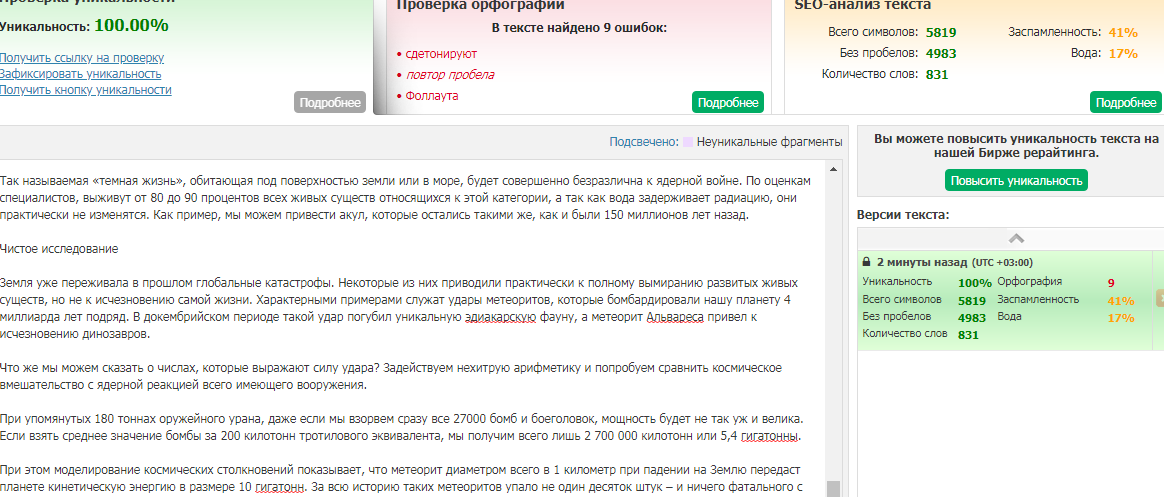 Проверка уникальности
Уникальность: 100.00%
Получить ссылку на проверку
Зафиксировать уникальность
Получить кнопку уникальности
Подробнее
Проверка орфографии
В тексте найдено 9 ошибок:
• сдетонируют
• повтор пробела
• Фоллаута
Подробнее
SEO-анализ текста
Всего символов: 5819 Заспамленность: 41%
Без пробелов: 4983 Вода: 17%
Количество слов: 831
Подробнее
Подсвечено: Неуникальные фрагменты
Так называемая «темная жизнь», обитающая под поверхностью земли или в море, будет совершенно безразлична к ядерной войне. По оценкам
специалистов, выживут от 80 до 90 процентов всех живых существ относящихся к этой категории, а так как вода задерживает радиацию, они
практически не изменятся. Как пример, мы можем привести акул, которые остались такими же, как и были 150 миллионов лет назад.
Чистое исследование
Земля уже переживала в прошлом глобальные катастрофы. Некоторые из них приводили практически к полному вымиранию развитых живых
существ, но не к исчезновению самой жизни. Характерными примерами служат удары метеоритов, которые бомбардировали нашу планету 4
миллиарда лет подряд. В докембрийском периоде такой удар погубил уникальную эдиакарскую фауну, а метеорит Альвареса привел к
исчезновению динозавров.
Что же мы можем сказать о числах, которые выражают силу удара? Задействуем нехитрую арифметику и попробуем сравнить космическое
вмешательство с ядерной реакцией всего имеющего вооружения.
При упомянутых 180 тоннах оружейного урана, даже если мы взорвем сразу все 27000 бомб и боеголовок, мощность будет не так уж и велика.
Если взять среднее значение бомбы за 200 килотонн тротилового эквивалента, мы получим всего лишь 2 700 000 килотонн или 5,4 гигатонны.
При этом моделирование космических столкновений показывает, что метеорит диаметром всего в 1 километр при падении на Землю передаст
планете кинетическую энергию в размере 10 гигатонн. За всю историю таких метеоритов упало не один десяток штук – и ничего фатального с
Вы можете повысить уникальность текста на
нашей Бирже рерайтинга.
Повысить уникальность
Версии текста:
2 минуты назад (UTC +03:00)
Уникальность 100% Орфография 9
Всего символов 5819 Заспамленность 41%
Без пробелов 4983 Вода 17%
Количество слов 831